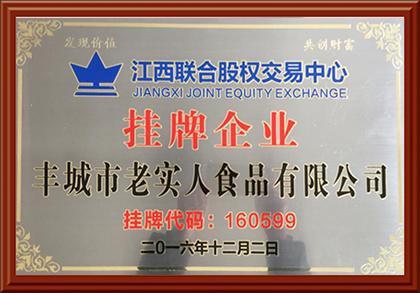 发现价值 共创财富
江西联合股权交易中心
JIANGXI JOINT EQUITY EXCHANGE
挂牌企业
丰城市老实人食品有限公司
挂牌代码：160599
二〇一六年十二月二日